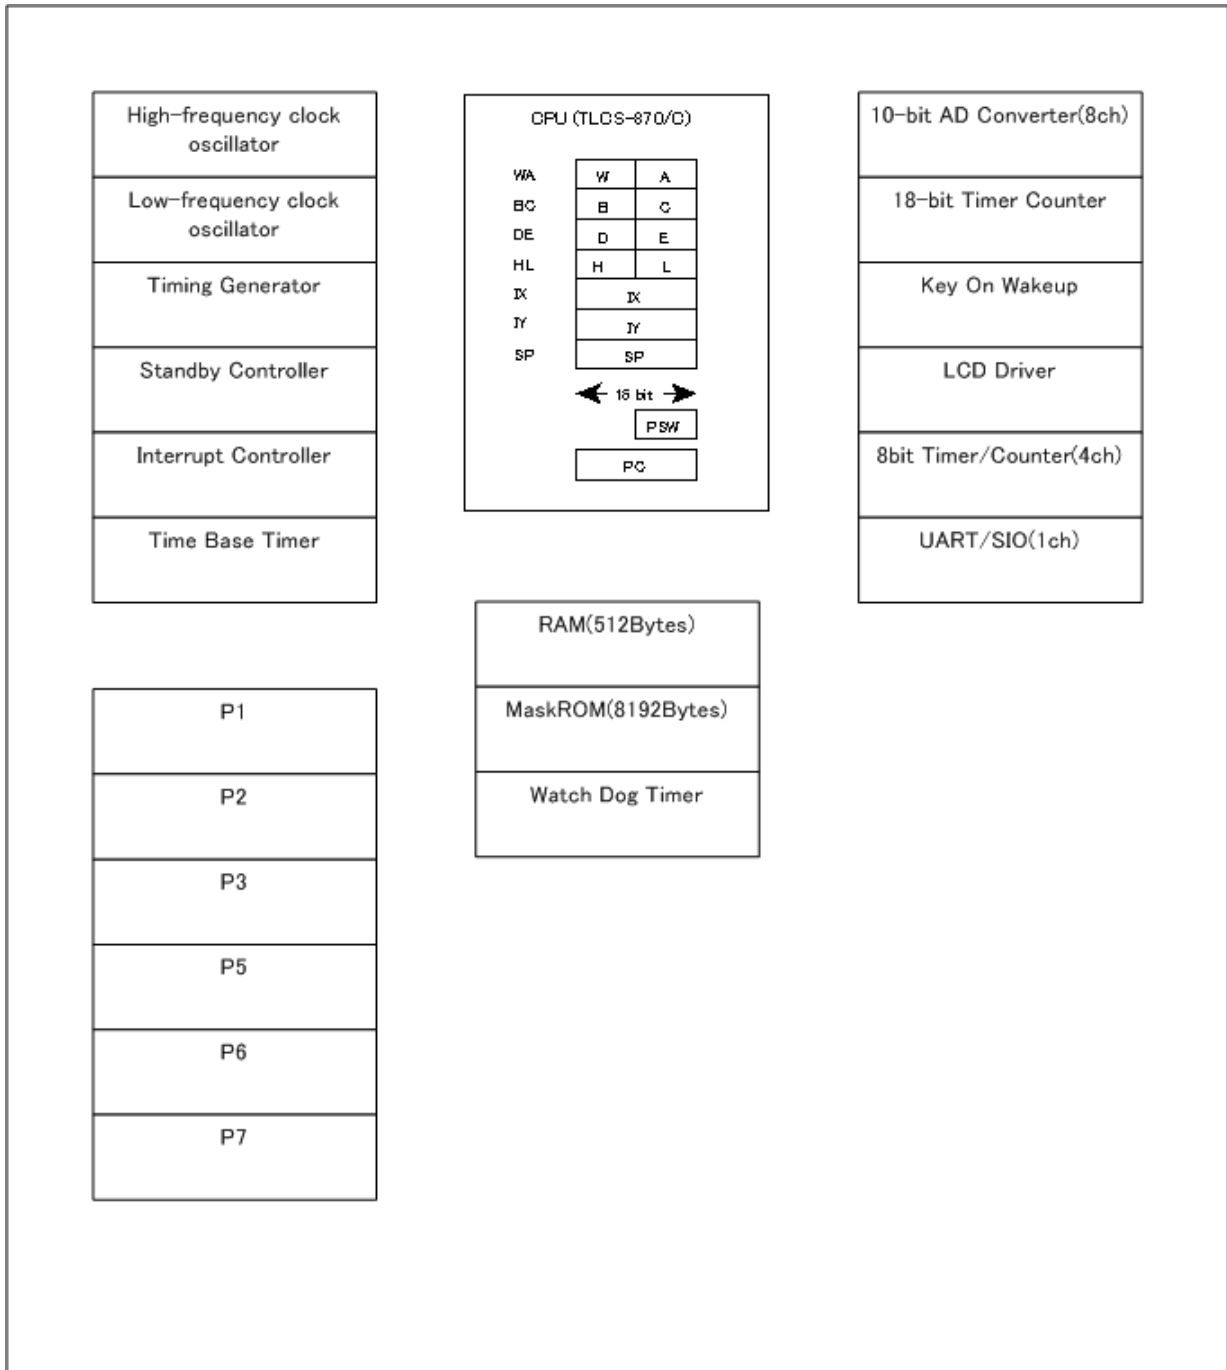 High-frequency clock
oscillator
Low-frequency clock
oscillator
Timing Generator
Standby Controller
Interrupt Controller
Time Base Timer
CPU (TLCS-870/C)
WA W A
BC B C
DE D E
HL H L
IX IX
IY IY
SP SP
16 bit
PSW
PC
10-bit AD Converter(8ch)
18-bit Timer Counter
Key On Wakeup
LCD Driver
8bit Timer/Counter(4ch)
UART/SIO(1ch)
RAM(512Bytes)
MaskROM(8192Bytes)
Watch Dog Timer
P1
P2
P3
P5
P6
P7